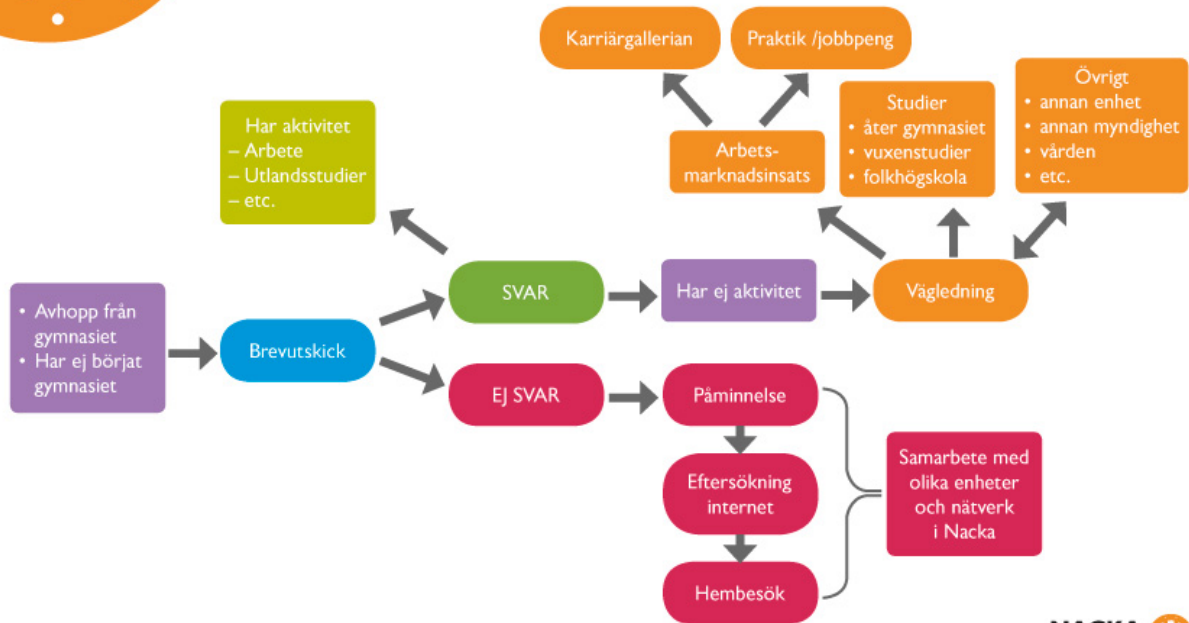 Karriärgallerian
Praktik /jobbpeng
Har aktivitet
– Arbete
– Utlandsstudier
– etc.
Arbets-
marknadsinsats
Studier
• åter gymnasiet
• vuxenstudier
• folkhögskola
Övrigt
• annan enhet
• annan myndighet
• vården
• etc.
• Avhopp från
gymnasiet
• Har ej börjat
gymnasiet
Brevutskick
SVAR
Har ej aktivitet
Vägledning
EJ SVAR
Påminnelse
Eftersökning
internet
Hembesök
Samarbete med
olika enheter
och nätverk
i Nacka
NACKA